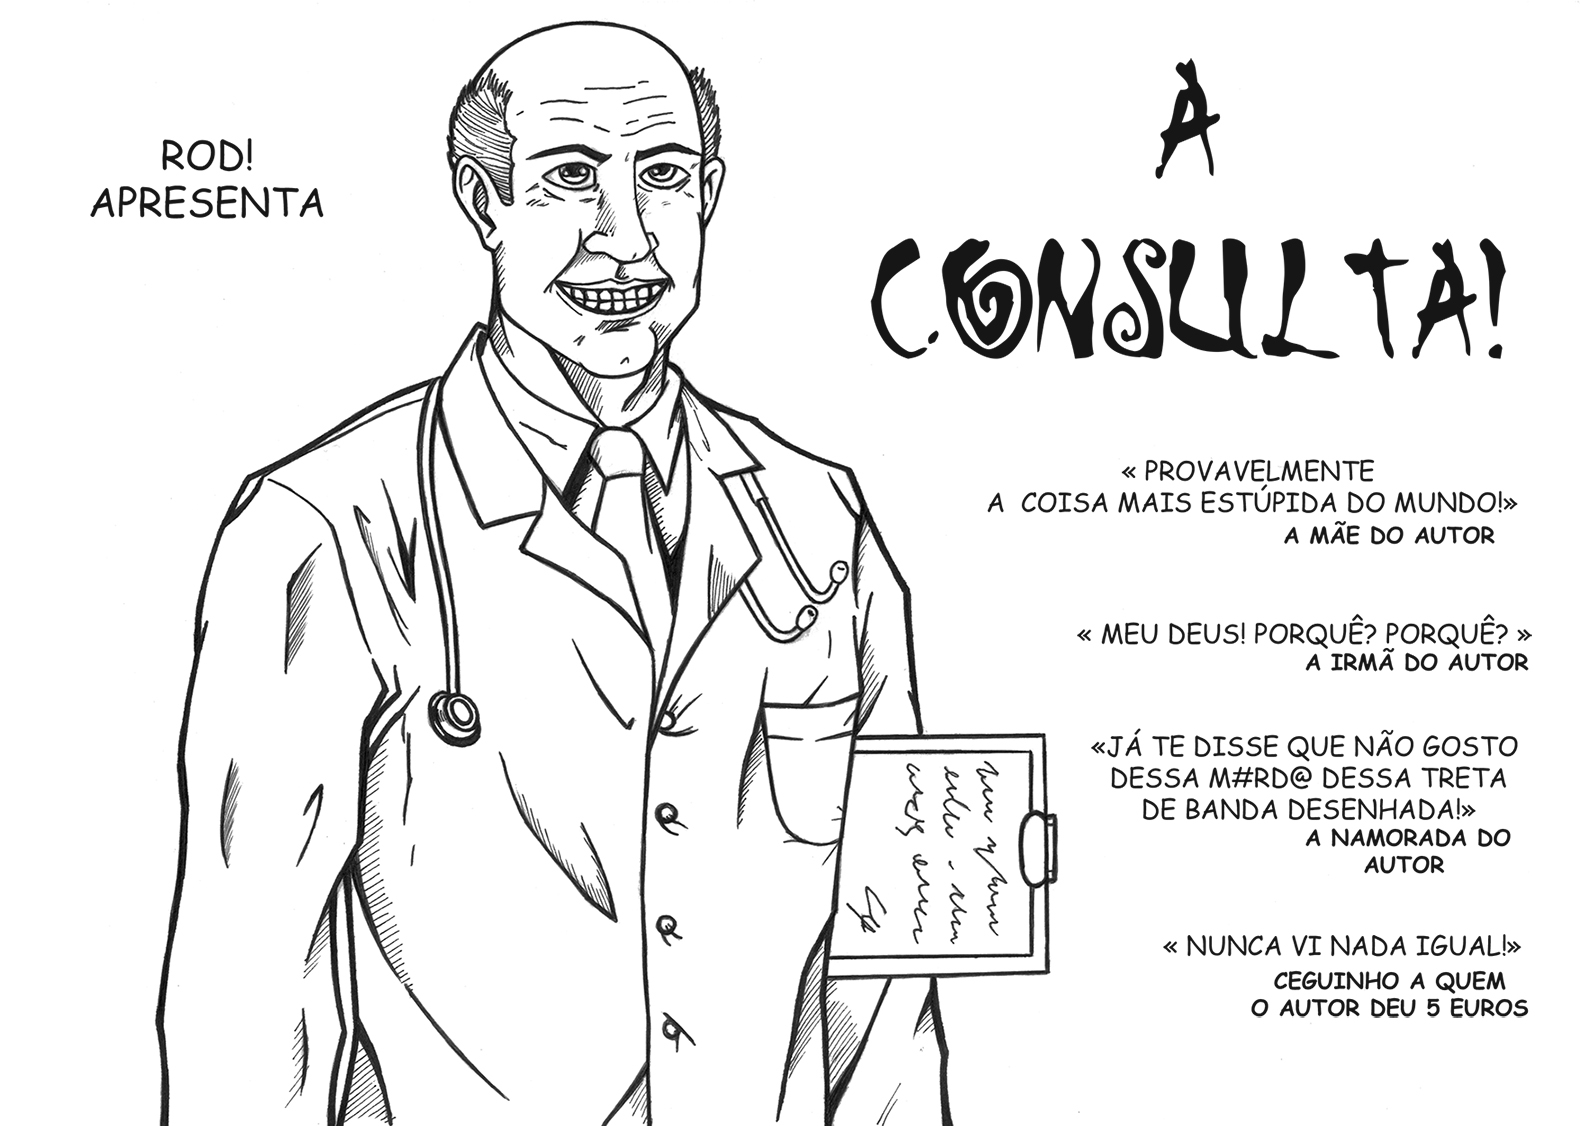 ROD!
APRESENTA
A
CONSULTA!
« PROVAVELMENTE
A COISA MAIS ESTÚPIDA DO MUNDO!»
A MÃE DO AUTOR
« MEU DEUS! PORQUÊ? PORQUÊ? »
A IRMÃ DO AUTOR
«JÁ TE DISSE QUE NÃO GOSTO
DESSA M#RD@ DESSA TRETA
DE BANDA DESENHADA!»
A NAMORADA DO
AUTOR
« NUNCA VI NADA IGUAL!»
CEGUINHO A QUEM
O AUTOR DEU 5 EUROS